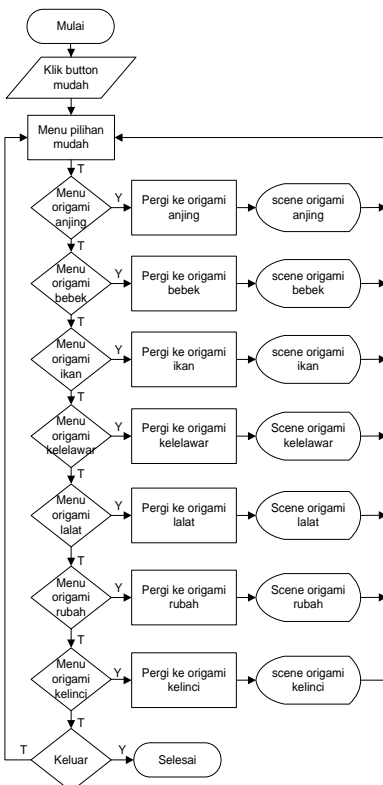 Mulai
Klik button
mudah
Menu pilihan
mudah
T
Menu
origami
anjing
Y
Pergi ke origami
anjing
scene origami
anjing
T
Menu
origami
bebek
Y
Pergi ke origami
bebek
scene origami
bebek
T
Menu
origami
ikan
Y
Pergi ke origami
ikan
scene origami
ikan
T
Menu
origami
kelelawar
Y
Pergi ke origami
kelelawar
Scene origami
kelelawar
T
Menu
origami
lalat
Y
Pergi ke origami
lalat
Scene origami
lalat
T
Menu
origami
rubah
Y
Pergi ke origami
rubah
Scene origami
rubah
T
Menu
origami
kelinci
Y
Pergi ke origami
kelinci
scene origami
kelinci
T
T
Keluar
Y
Selesai